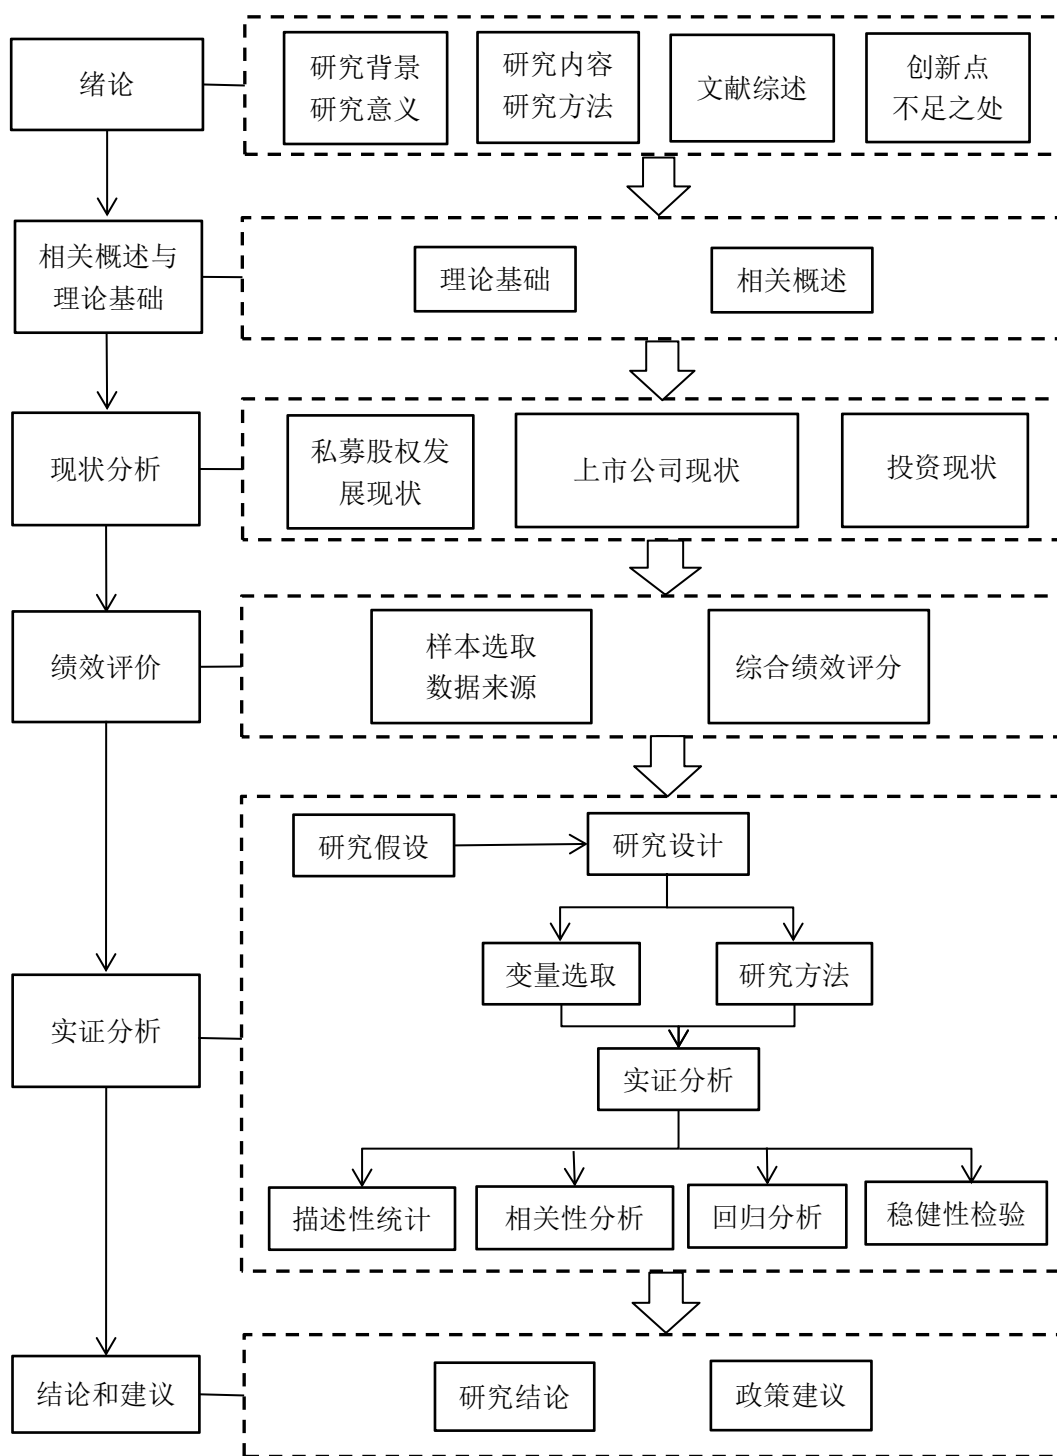 绪论
研究背景
研究意义
研究内容
研究方法
文献综述
创新点
不足之处
相关概述与
理论基础
理论基础
相关概述
现状分析
私募股权发
展现状
上市公司现状
投资现状
绩效评价
样本选取
数据来源
综合绩效评分
实证分析
研究假设
研究设计
变量选取
研究方法
实证分析
描述性统计
相关性分析
回归分析
稳健性检验
结论和建议
研究结论
政策建议